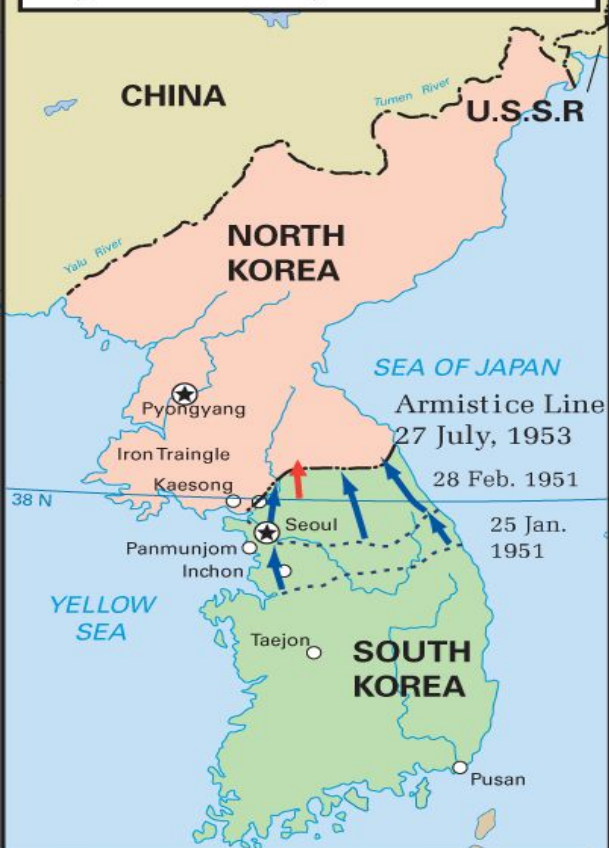 CHINA
Tumen River
U.S.S.R
Yalu River
NORTH
KOREA
SEA OF JAPAN
Pyongyang
Armistice Line
27 July, 1953
Iron Traingle
Kaesong
28 Feb. 1951
38 N
Seoul
25 Jan.
1951
Panmunjom
Inchon
YELLOW
SEA
Taejon
SOUTH
KOREA
Pusan